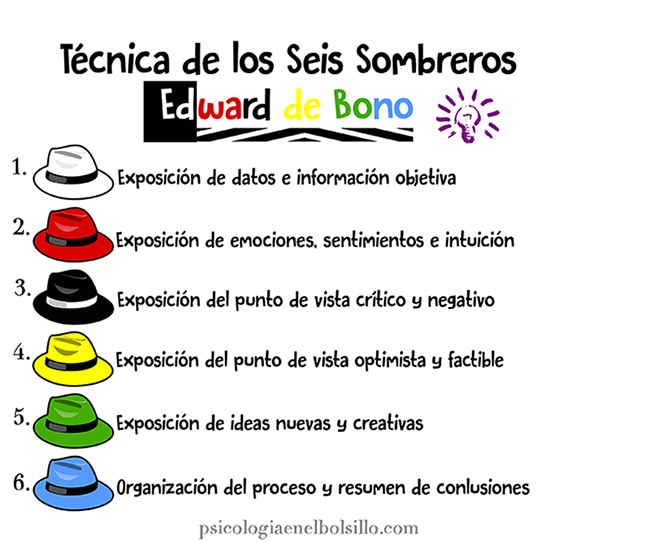 Técnica de los Seis Sombreros
Edward de Bono
1. Exposición de datos e información objetiva
2. Exposición de emociones, sentimientos e intuición
3. Exposición del punto de vista crítico y negativo
4. Exposición del punto de vista optimista y factible
5. Exposición de ideas nuevas y creativas
6. Organización del proceso y resumen de conlusiones
psicologiaenelbolsillo.com